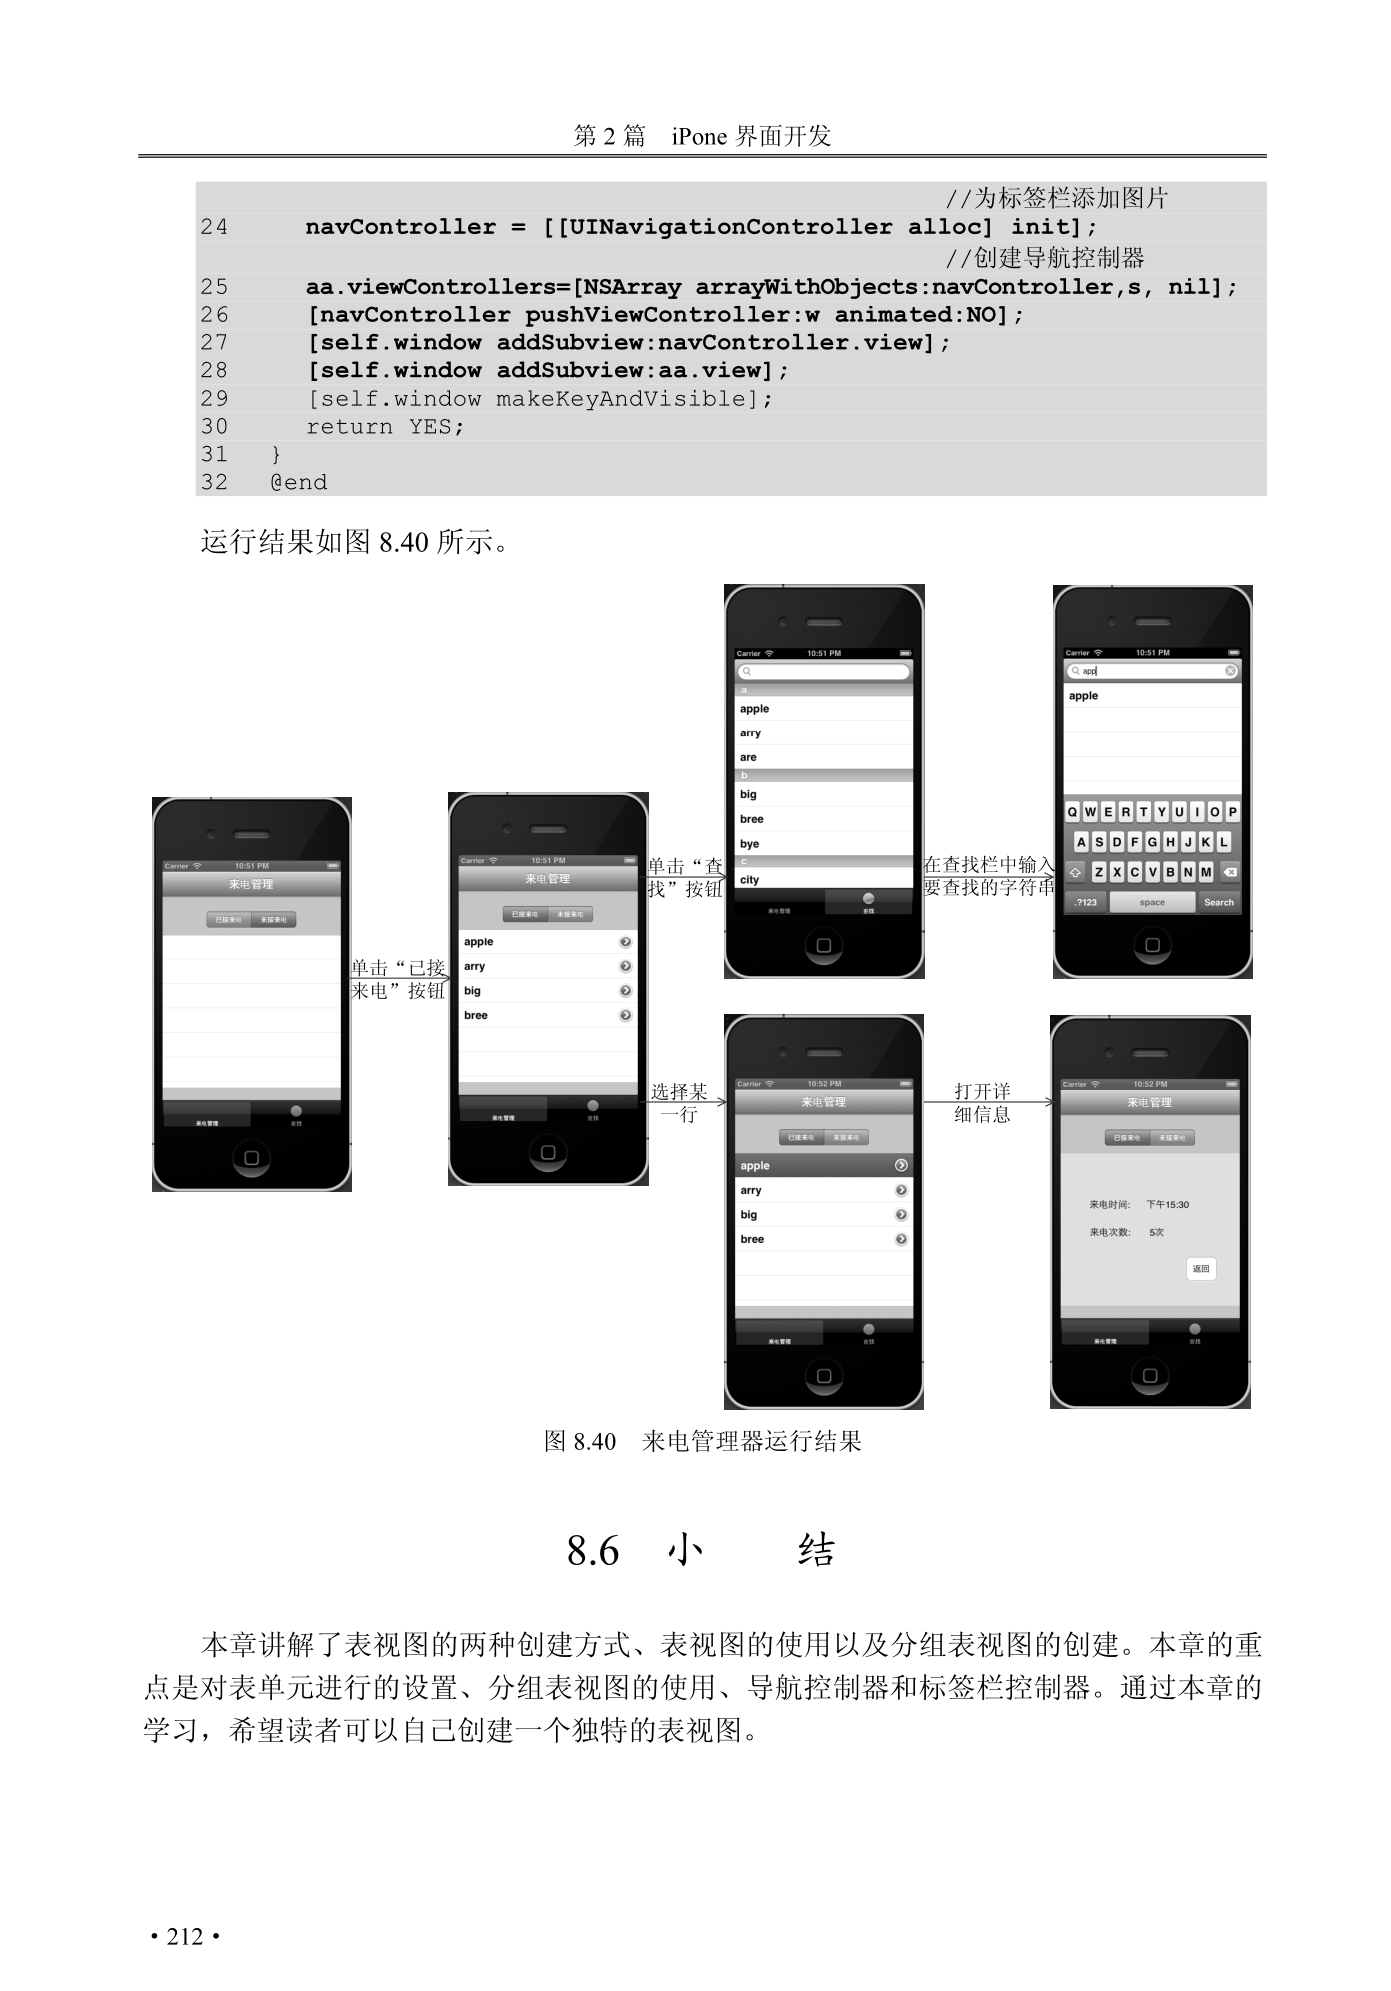 第 2 篇 iPone 界面开发
//为标签栏添加图片
24 navController = [[UINavigationController alloc] init];
//创建导航控制器
25 aa.viewControllers=[NSArray arrayWithObjects:navController,s, nil];
26 [navController pushViewController:w animated:NO];
27 [self.window addSubview:navController.view];
28 [self.window addSubview:aa.view];
29 [self.window makeKeyAndVisible];
30 return YES;
31 }
32 @end
运行结果如图 8.40 所示。
Carrier 10:51 PM
来电管理
已接来电 未接来电
来电管理 查找
单击“已接
来电”按钮
Carrier 10:51 PM
来电管理
已接来电 未接来电
apple
arry
big
bree
来电管理 查找
单击“查
找”按钮
Carrier 10:51 PM
a
apple
arry
are
b
big
bree
bye
c
city
来电管理 查找
在查找栏中输入
要查找的字符串
Carrier 10:51 PM
app
apple
Q W E R T Y U I O P
A S D F G H J K L
Z X C V B N M
.?123 space Search
选择某
一行
Carrier 10:52 PM
来电管理
已接来电 未接来电
apple
arry
big
bree
来电管理 查找
打开详
细信息
Carrier 10:52 PM
来电管理
已接来电 未接来电
来电时间: 下午15:30
来电次数: 5次
返回
来电管理 查找
图 8.40 来电管理器运行结果
8.6 小 结
本章讲解了表视图的两种创建方式、表视图的使用以及分组表视图的创建。本章的重
点是对表单元进行的设置、分组表视图的使用、导航控制器和标签栏控制器。通过本章的
学习，希望读者可以自己创建一个独特的表视图。
• 212 •